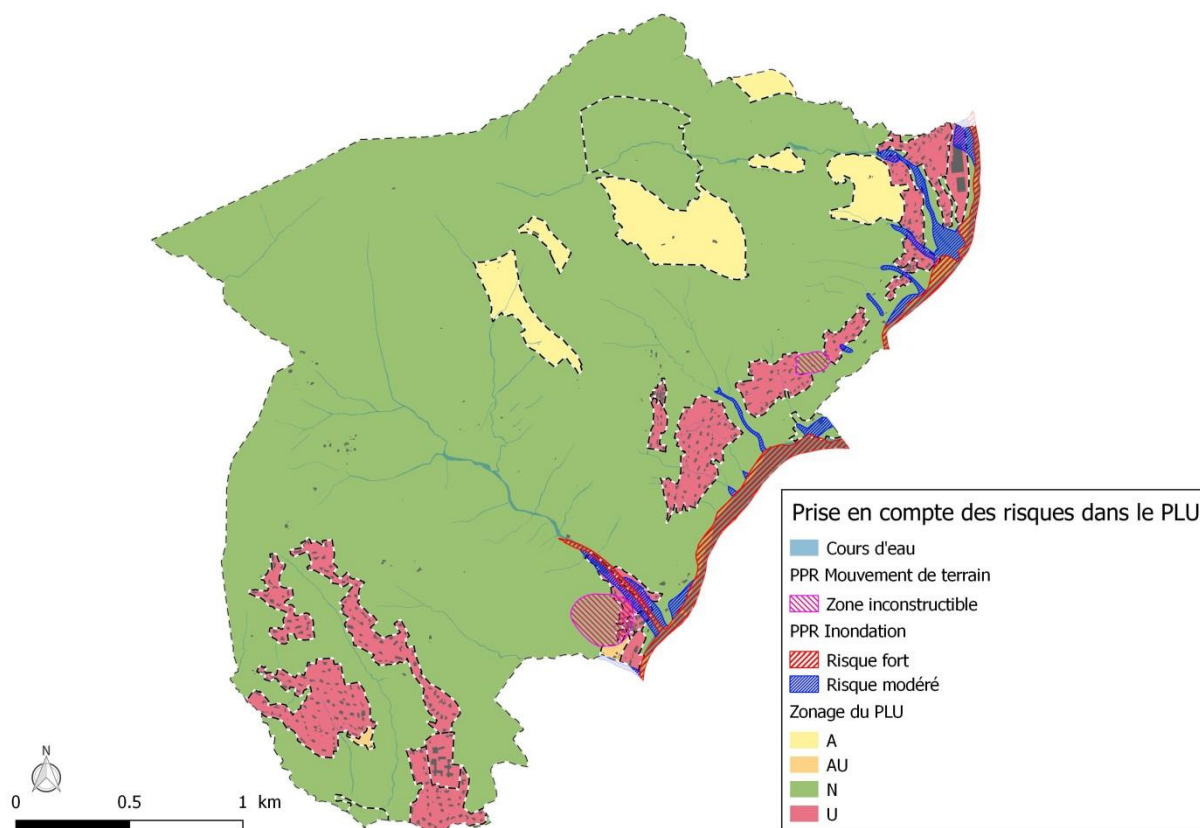 Prise en compte des risques dans le PLU
Cours d'eau
PPR Mouvement de terrain
Zone inconstructible
PPR Inondation
Risque fort
Risque modéré
Zonage du PLU
A
AU
N
U
N
0 0.5 1 km